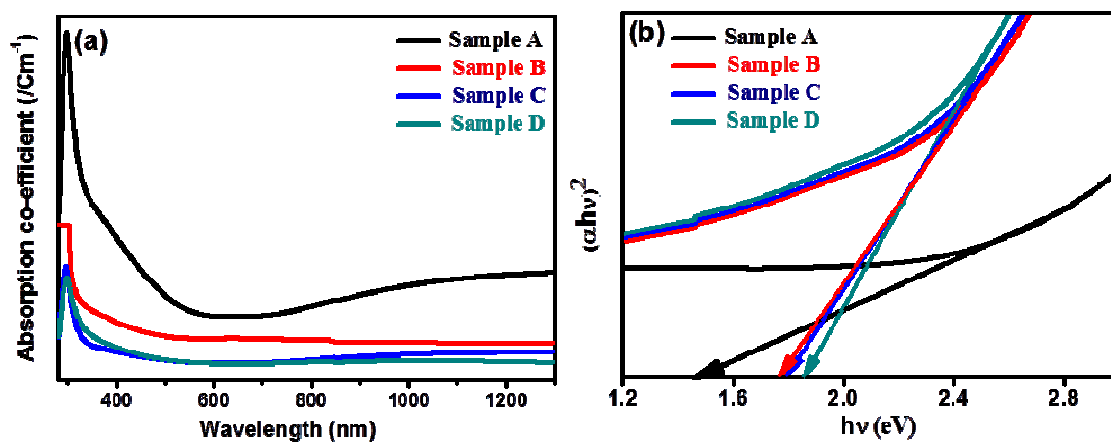 (a)
Sample A
Sample B
Sample C
Sample D
Absorption co-efficient (/Cm⁻¹)
400 600 800 1000 1200
Wavelength (nm)
(b)
Sample A
Sample B
Sample C
Sample D
(αhν)²
1.2 1.6 2.0 2.4 2.8
hν (eV)